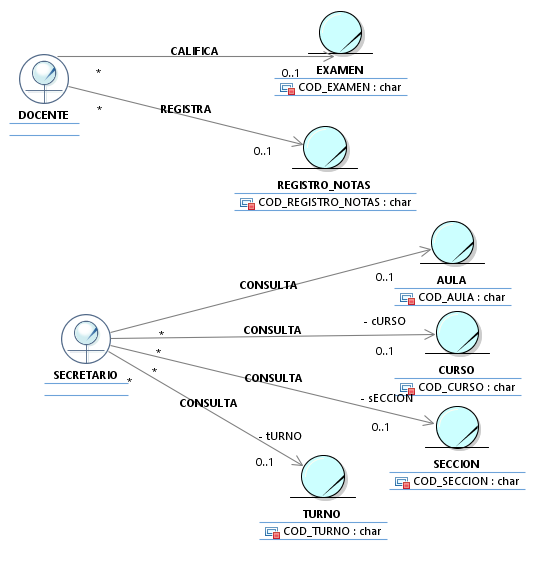 CALIFICA
*
0..1
EXAMEN
COD_EXAMEN : char
DOCENTE
*
REGISTRA
0..1
REGISTRO_NOTAS
COD_REGISTRO_NOTAS : char
CONSULTA
0..1
AULA
COD_AULA : char
- cURSO
*
CONSULTA
0..1
CURSO
COD_CURSO : char
SECRETARIO
*
*
CONSULTA
- sECCION
0..1
SECCION
COD_SECCION : char
*
CONSULTA
- tURNO
0..1
TURNO
COD_TURNO : char